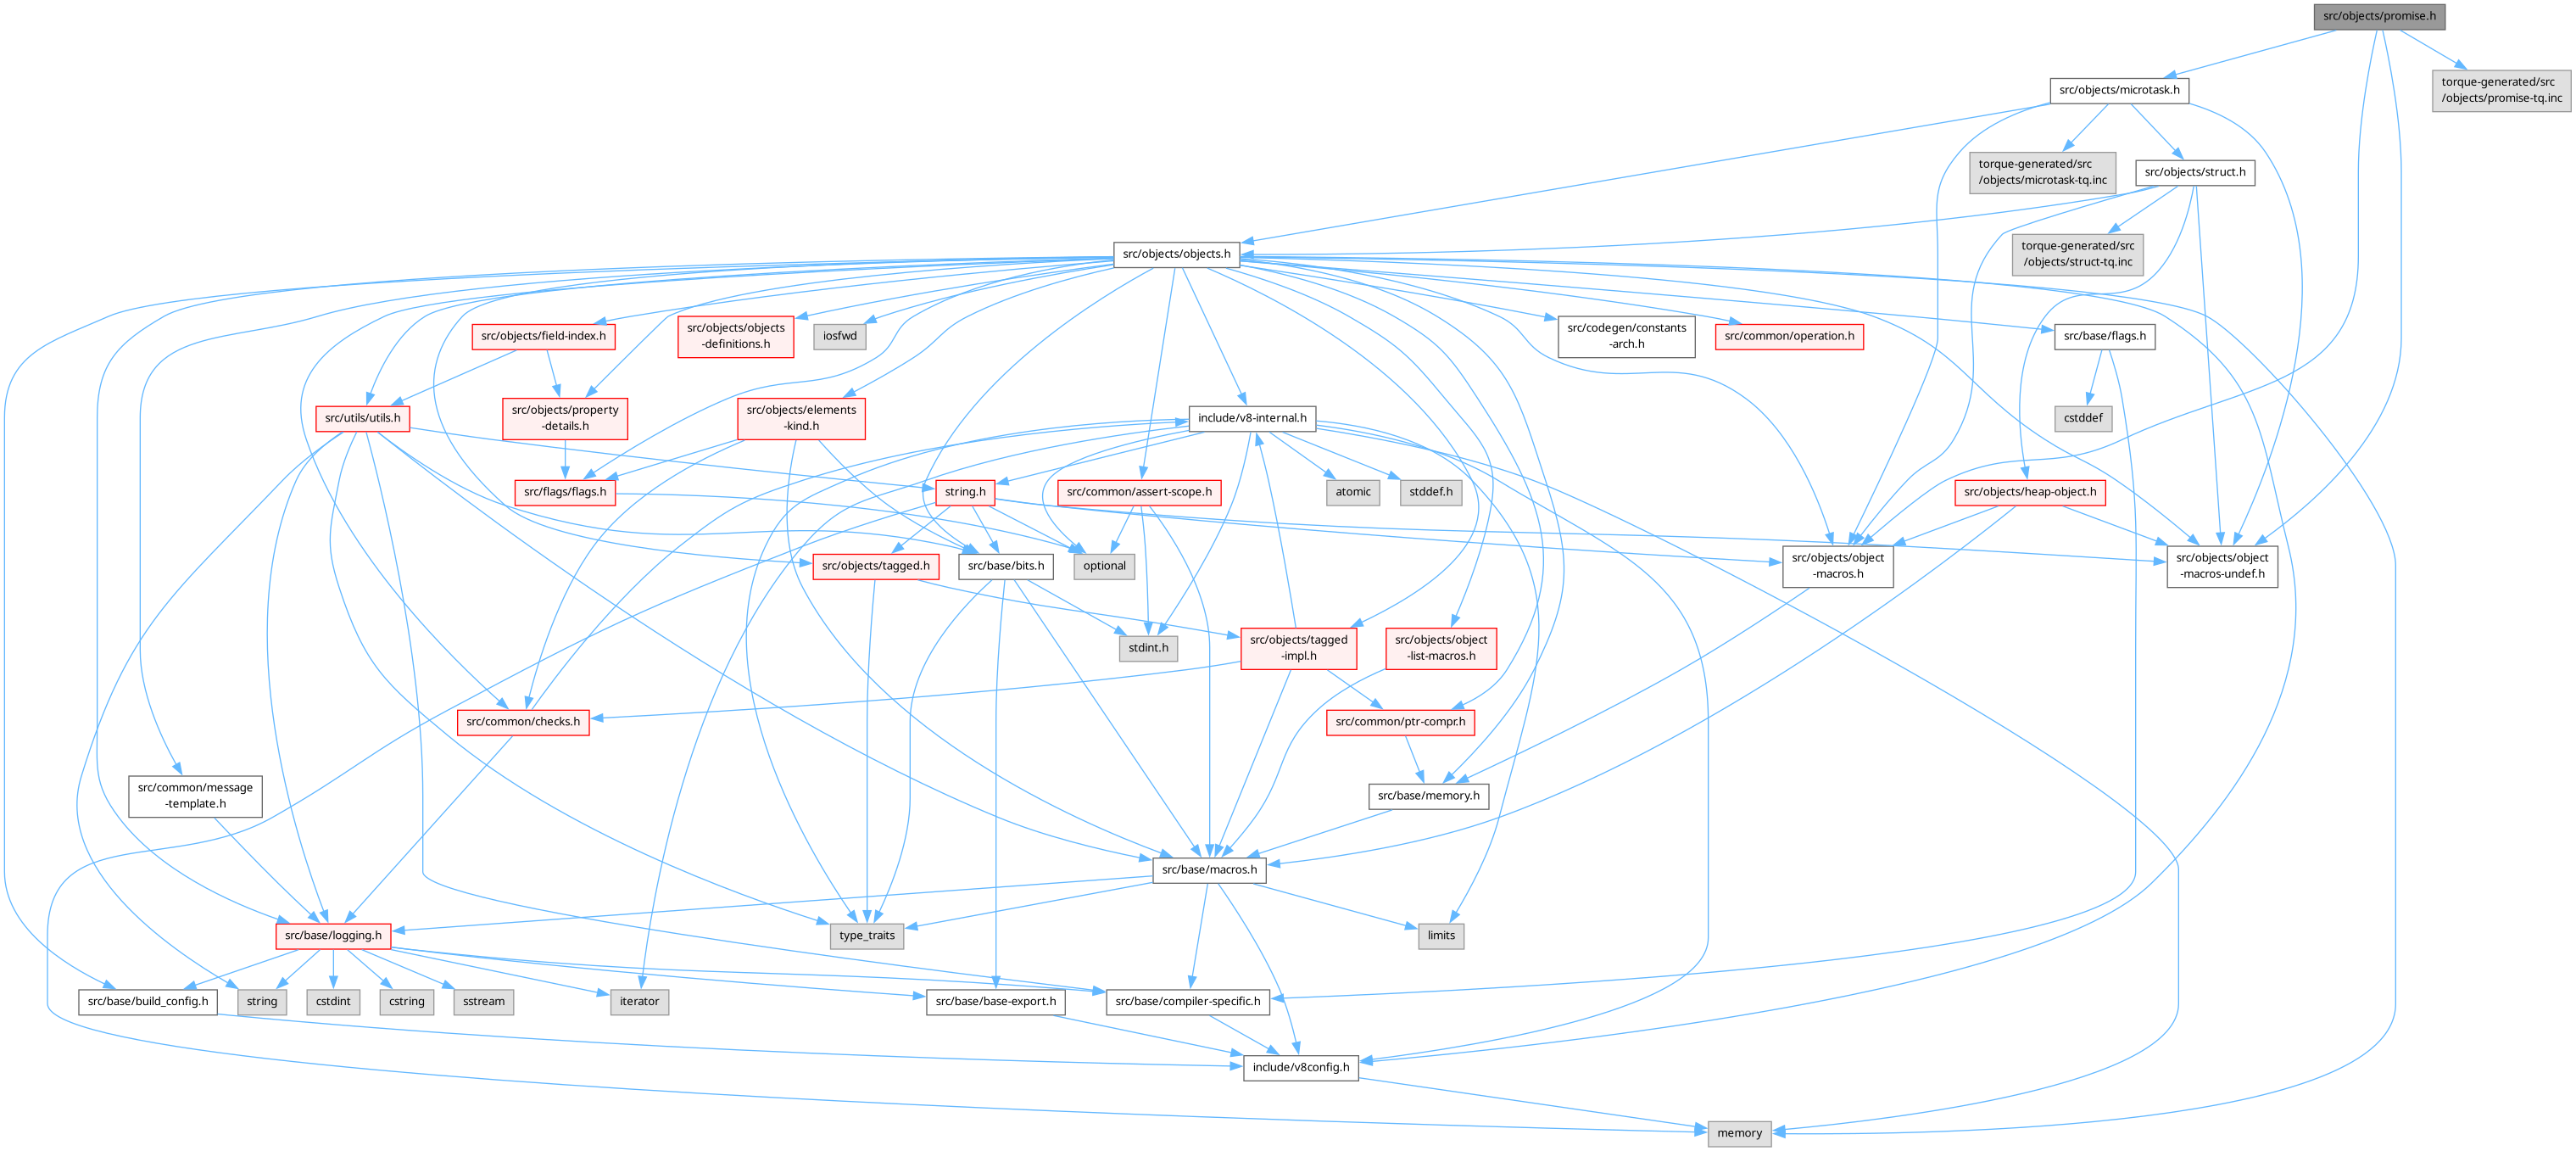 src/objects/promise.h
torque-generated/src
/objects/promise-tq.inc
src/objects/microtask.h
torque-generated/src
/objects/microtask-tq.inc
src/objects/struct.h
src/objects/objects.h
torque-generated/src
/objects/struct-tq.inc
src/objects/field-index.h
src/objects/objects
-definitions.h
iosfwd
src/codegen/constants
-arch.h
src/common/operation.h
src/base/flags.h
src/utils/utils.h
src/objects/property
-details.h
src/objects/elements
-kind.h
include/v8-internal.h
cstddef
src/flags/flags.h
string.h
src/common/assert-scope.h
atomic
stddef.h
src/objects/heap-object.h
src/objects/tagged.h
src/base/bits.h
optional
src/objects/object
-macros.h
src/objects/object
-macros-undef.h
stdint.h
src/objects/tagged
-impl.h
src/objects/object
-list-macros.h
src/common/checks.h
src/common/ptr-compr.h
src/common/message
-template.h
src/base/memory.h
src/base/macros.h
src/base/logging.h
type_traits
limits
src/base/build_config.h
string
cstdint
cstring
sstream
iterator
src/base/base-export.h
src/base/compiler-specific.h
include/v8config.h
memory